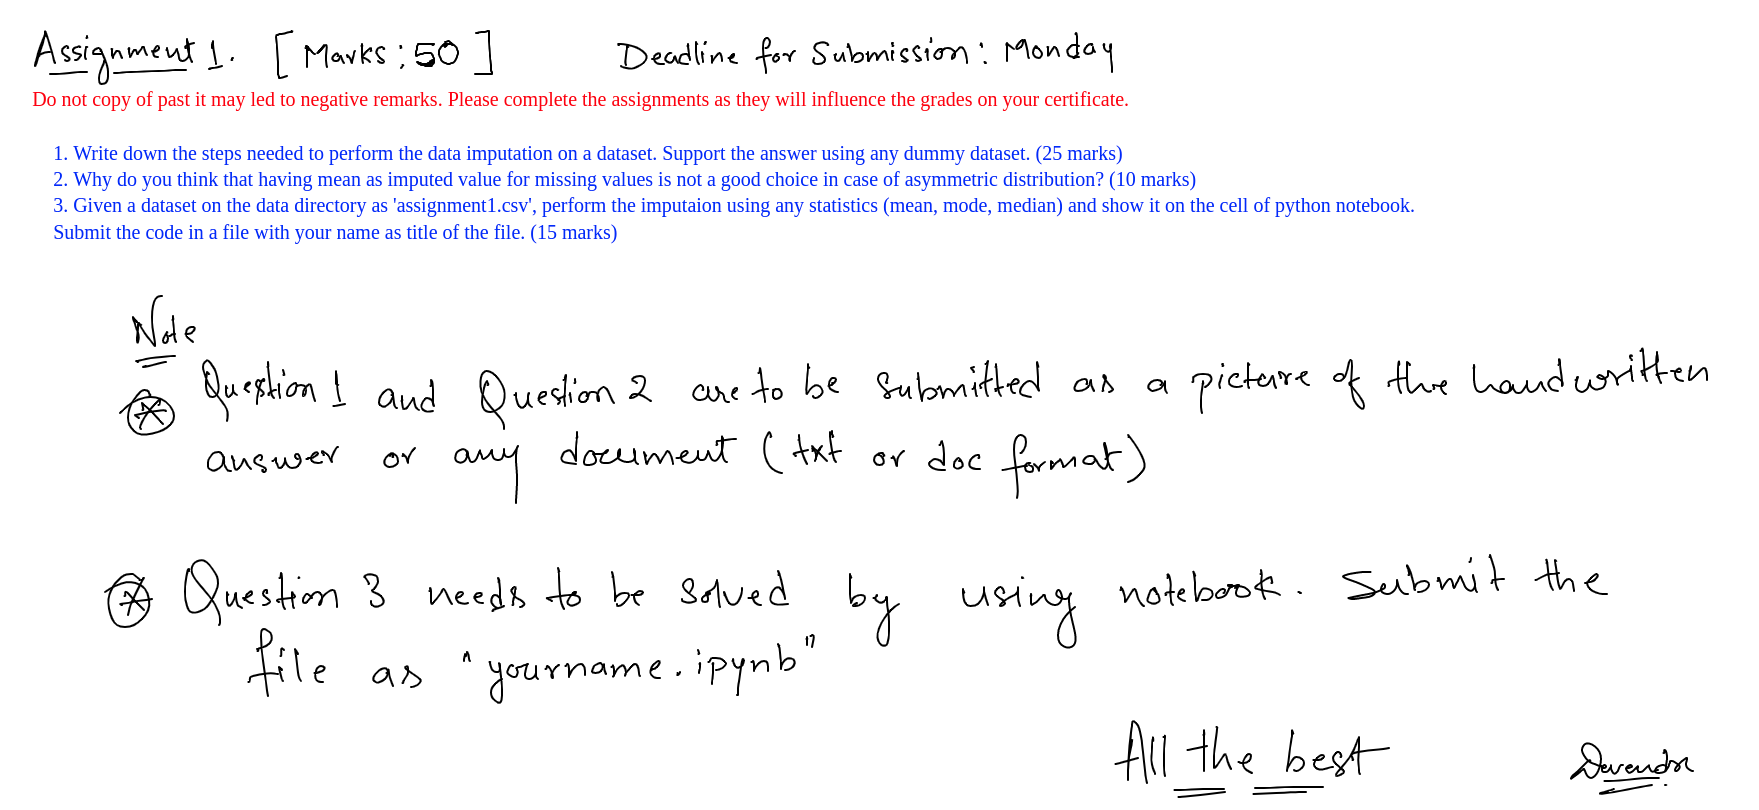 Assignment 1. [Marks: 50] Deadline for Submission: Monday
Do not copy of past it may led to negative remarks. Please complete the assignments as they will influence the grades on your certificate.
1. Write down the steps needed to perform the data imputation on a dataset. Support the answer using any dummy dataset. (25 marks)
2. Why do you think that having mean as imputed value for missing values is not a good choice in case of asymmetric distribution? (10 marks)
3. Given a dataset on the data directory as 'assignment1.csv', perform the imputaion using any statistics (mean, mode, median) and show it on the cell of python notebook.
Submit the code in a file with your name as title of the file. (15 marks)
Note
Question 1 and Question 2 are to be submitted as a picture of the handwritten
answer or any document (txt or doc format)
Question 3 needs to be solved by using notebook. Submit the
file as "yourname.ipynb"
All the best
Devendra